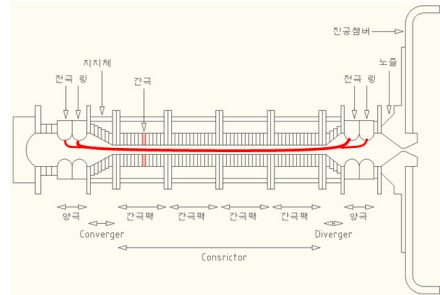 진공챔버
지지체
노즐
전극 링
간극
전극 링
양극
간극팩
간극팩
간극팩
간극팩
양극
Converger
Diverger
Consrictor